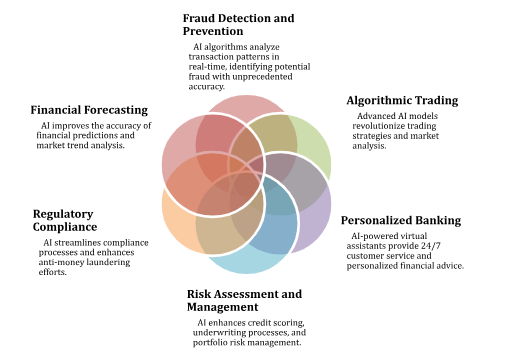 Fraud Detection and
Prevention
AI algorithms analyze
transaction patterns in
real-time, identifying potential
fraud with unprecedented
accuracy.
Algorithmic Trading
Advanced AI models
revolutionize trading
strategies and market
analysis.
Personalized Banking
AI-powered virtual
assistants provide 24/7
customer service and
personalized financial advice.
Risk Assessment and
Management
AI enhances credit scoring,
underwriting processes, and
portfolio risk management.
Regulatory
Compliance
AI streamlines compliance
processes and enhances
anti-money laundering
efforts.
Financial Forecasting
AI improves the accuracy of
financial predictions and
market trend analysis.